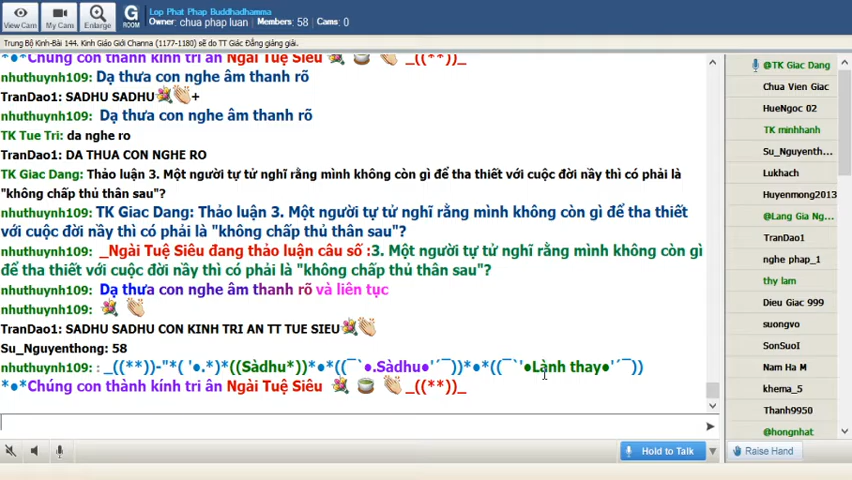 Lop Phat Phap Buddhadhamma
Owner: chua phap luan Members: 58 Cams: 0
View Cam My Cam Enlarge G ROOM
Trung Bộ Kinh-Bài 144. Kinh Giáo Giới Channa (1177-1180) sẽ do TT Giác Đẳng giảng giải.
*●*Chúng con thành kính tri ân Ngài Tuệ Siêu _((**))_
nhuthuynh109: Dạ thưa con nghe âm thanh rõ
TranDao1: SADHU SADHU+
nhuthuynh109: Dạ thưa con nghe âm thanh rõ
TK Tue Tri: da nghe ro
TranDao1: DA THUA CON NGHE RO
TK Giac Dang: Thảo luận 3. Một người tự tử nghĩ rằng mình không còn gì để tha thiết với cuộc đời nầy thì có phải là
"không chấp thủ thân sau"?
nhuthuynh109: TK Giac Dang: Thảo luận 3. Một người tự tử nghĩ rằng mình không còn gì để tha thiết
với cuộc đời nầy thì có phải là "không chấp thủ thân sau"?
nhuthuynh109: _Ngài Tuệ Siêu đang thảo luận câu số :3. Một người tự tử nghĩ rằng mình không còn gì
để tha thiết với cuộc đời nầy thì có phải là "không chấp thủ thân sau"?
nhuthuynh109: Dạ thưa con nghe âm thanh rõ và liên tục
nhuthuynh109:
TranDao1: SADHU SADHU CON KINH TRI AN TT TUE SIEU
Su_Nguyenthong: 58
nhuthuynh109: : _((**))-"*( '●.*)*((Sàdhu*))*●*((¯`●.Sàdhu●'´¯))*●*((¯`'●Lành thay●'´¯))
*●*Chúng con thành kính tri ân Ngài Tuệ Siêu _((**))_
Hold to Talk
@TK Giac Dang
Chua Vien Giac
HueNgoc 02
TK minhhanh
Su_Nguyenth...
Lukhach
Huyenmong2013
@Lang Gia Ng...
TranDao1
nghe phap_1
thy lam
Dieu Giac 999
suongvo
SonSuoI
Nam Ha M
khema_5
Thanh9950
@hongnhat
Raise Hand